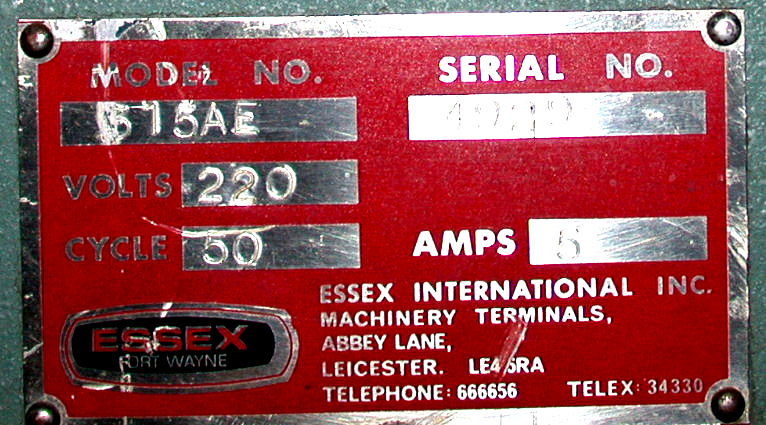 MODEL NO. SERIAL NO.
515AE
VOLTS 220
CYCLE 50 AMPS 5
ESSEX INTERNATIONAL INC.
MACHINERY TERMINALS,
ABBEY LANE,
LEICESTER. LE4 5RA
TELEPHONE: 666656 TELEX: 34330
ESSEX
FORT WAYNE